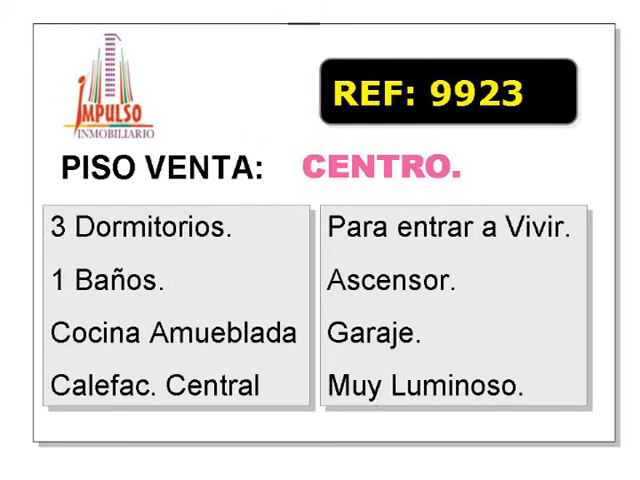 IMPULSO
INMOBILIARIO
REF: 9923
PISO VENTA: CENTRO.
3 Dormitorios.
1 Baños.
Cocina Amueblada
Calefac. Central
Para entrar a Vivir.
Ascensor.
Garaje.
Muy Luminoso.